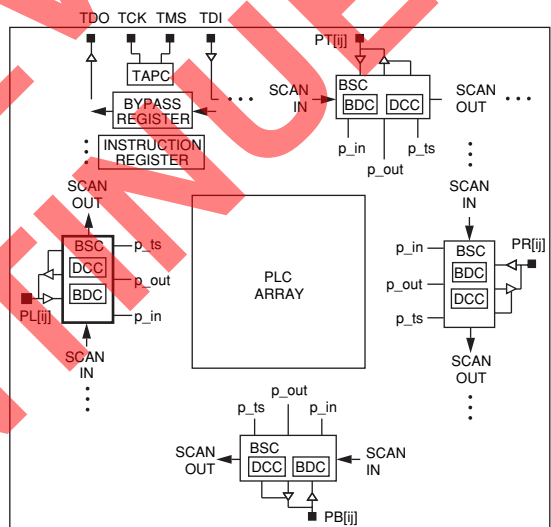 TDO TCK TMS TDI
PT[ij]
TAPC
BSC
BDC DCC
SCAN
IN
SCAN
OUT
BYPASS
REGISTER
INSTRUCTION
REGISTER
p_in
p_ts
p_out
SCAN
OUT
SCAN
IN
BSC
DCC
BDC
p_ts
p_out
p_in
PL[ij]
SCAN
IN
PLC
ARRAY
p_in
p_out
p_ts
BSC
BDC
DCC
PR[ij]
SCAN
OUT
p_out
p_ts
p_in
SCAN
OUT
BSC
DCC BDC
SCAN
IN
PB[ij]